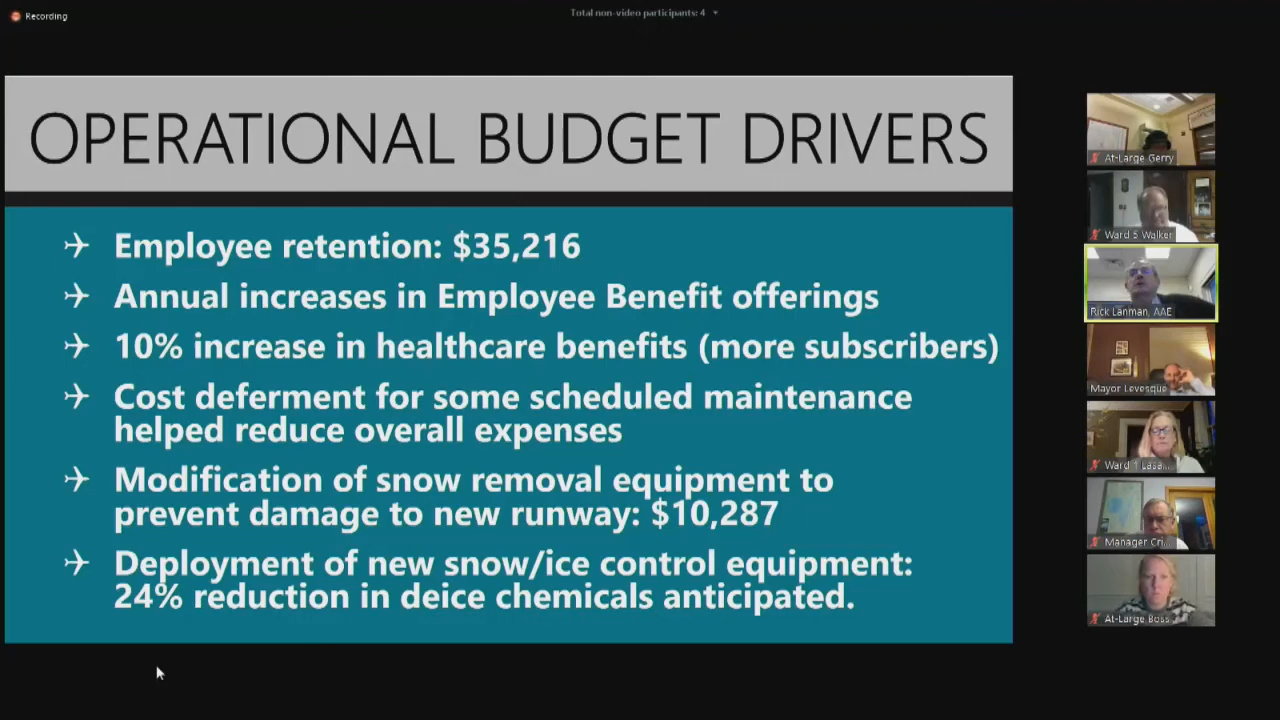 Recording
Total non-video participants: 4
OPERATIONAL BUDGET DRIVERS
Employee retention: $35,216
Annual increases in Employee Benefit offerings
10% increase in healthcare benefits (more subscribers)
Cost deferment for some scheduled maintenance
helped reduce overall expenses
Modification of snow removal equipment to
prevent damage to new runway: $10,287
Deployment of new snow/ice control equipment:
24% reduction in deice chemicals anticipated.
At-Large Gerry
Ward 5 Walker
Rick Lanman, AAE
Mayor Levesque
Ward 1 Lasa...
Manager Cri...
At-Large Boss